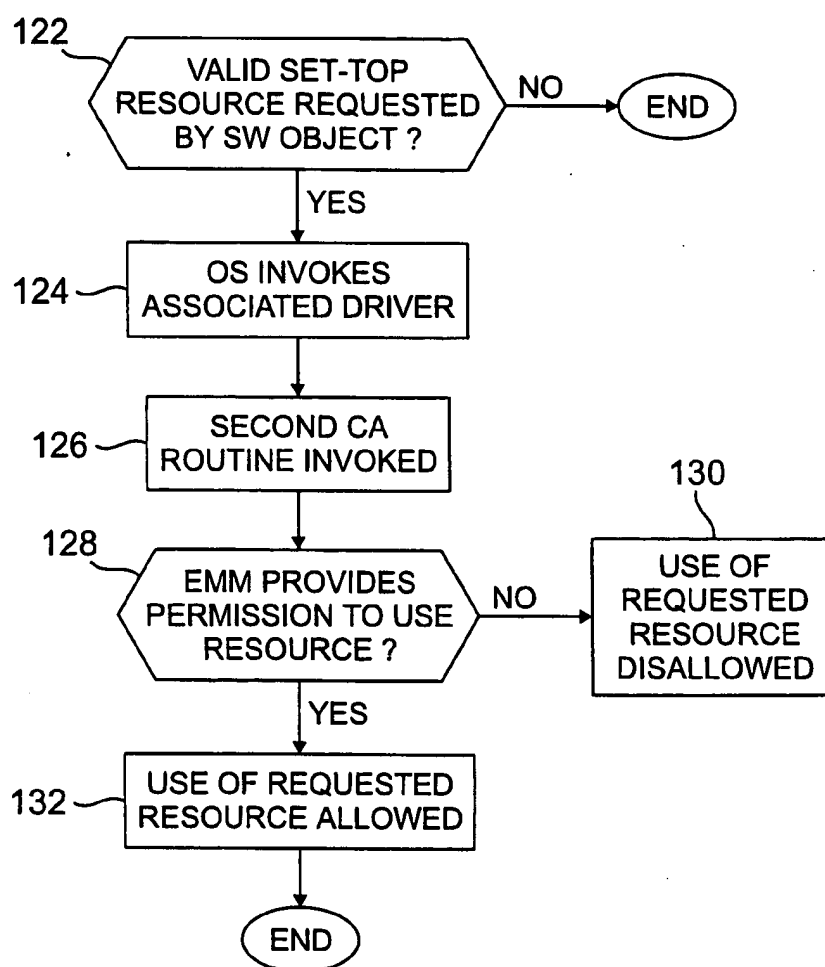 122
VALID SET-TOP
RESOURCE REQUESTED
BY SW OBJECT ?
NO
END
YES
124
OS INVOKES
ASSOCIATED DRIVER
126
SECOND CA
ROUTINE INVOKED
128
EMM PROVIDES
PERMISSION TO USE
RESOURCE ?
NO
130
USE OF
REQUESTED
RESOURCE
DISALLOWED
YES
132
USE OF REQUESTED
RESOURCE ALLOWED
END